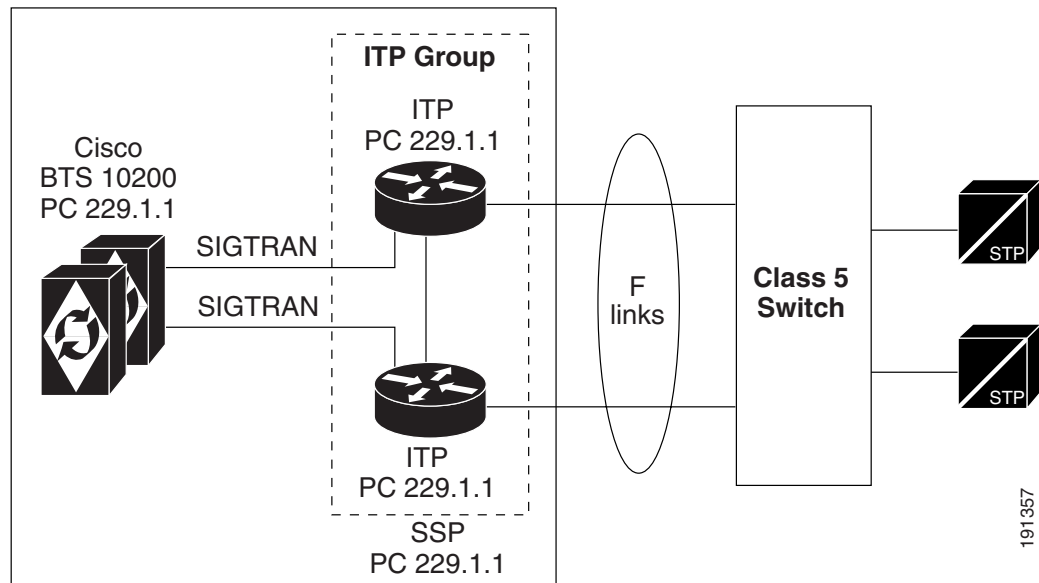 ITP Group
ITP
PC 229.1.1
Cisco
BTS 10200
PC 229.1.1
SIGTRAN
SIGTRAN
ITP
PC 229.1.1
SSP
PC 229.1.1
F
links
Class 5
Switch
STP
STP
191357